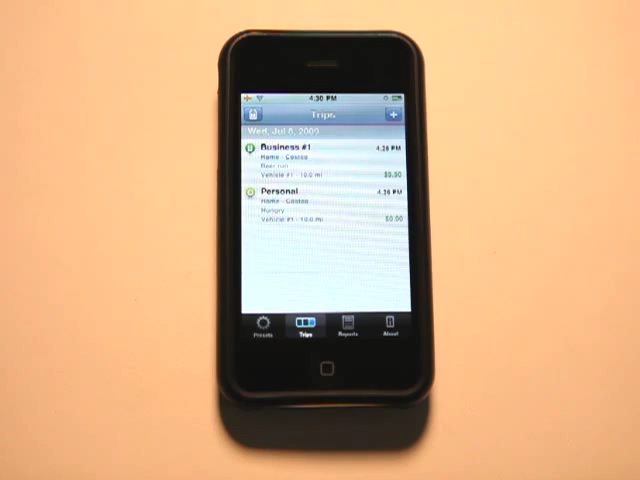 4:30 PM
Trips
+
Wed, Jul 8, 2009
Business #1 4:28 PM
Home - Costco
Beer run
Vehicle #1 - 10.0 mi $0.00
Personal 4:26 PM
Home - Costco
Hungry
Vehicle #1 - 10.0 mi $0.00
Presets Trips Reports About